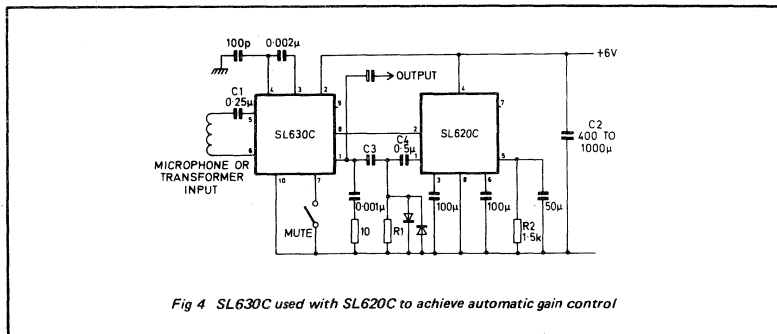 100p
0·002µ
+6V
OUTPUT
C1
0·25µ
4
3
2
9
4
7
5
SL630C
8
2
SL620C
C2
400 TO
1000µ
6
1
C3
C4
0·5µ
1
5
MICROPHONE OR
TRANSFORMER
INPUT
10
7
3
8
6
0·001µ
100µ
100µ
50µ
MUTE
10
R1
R2
1·5k
Fig 4 SL630C used with SL620C to achieve automatic gain control